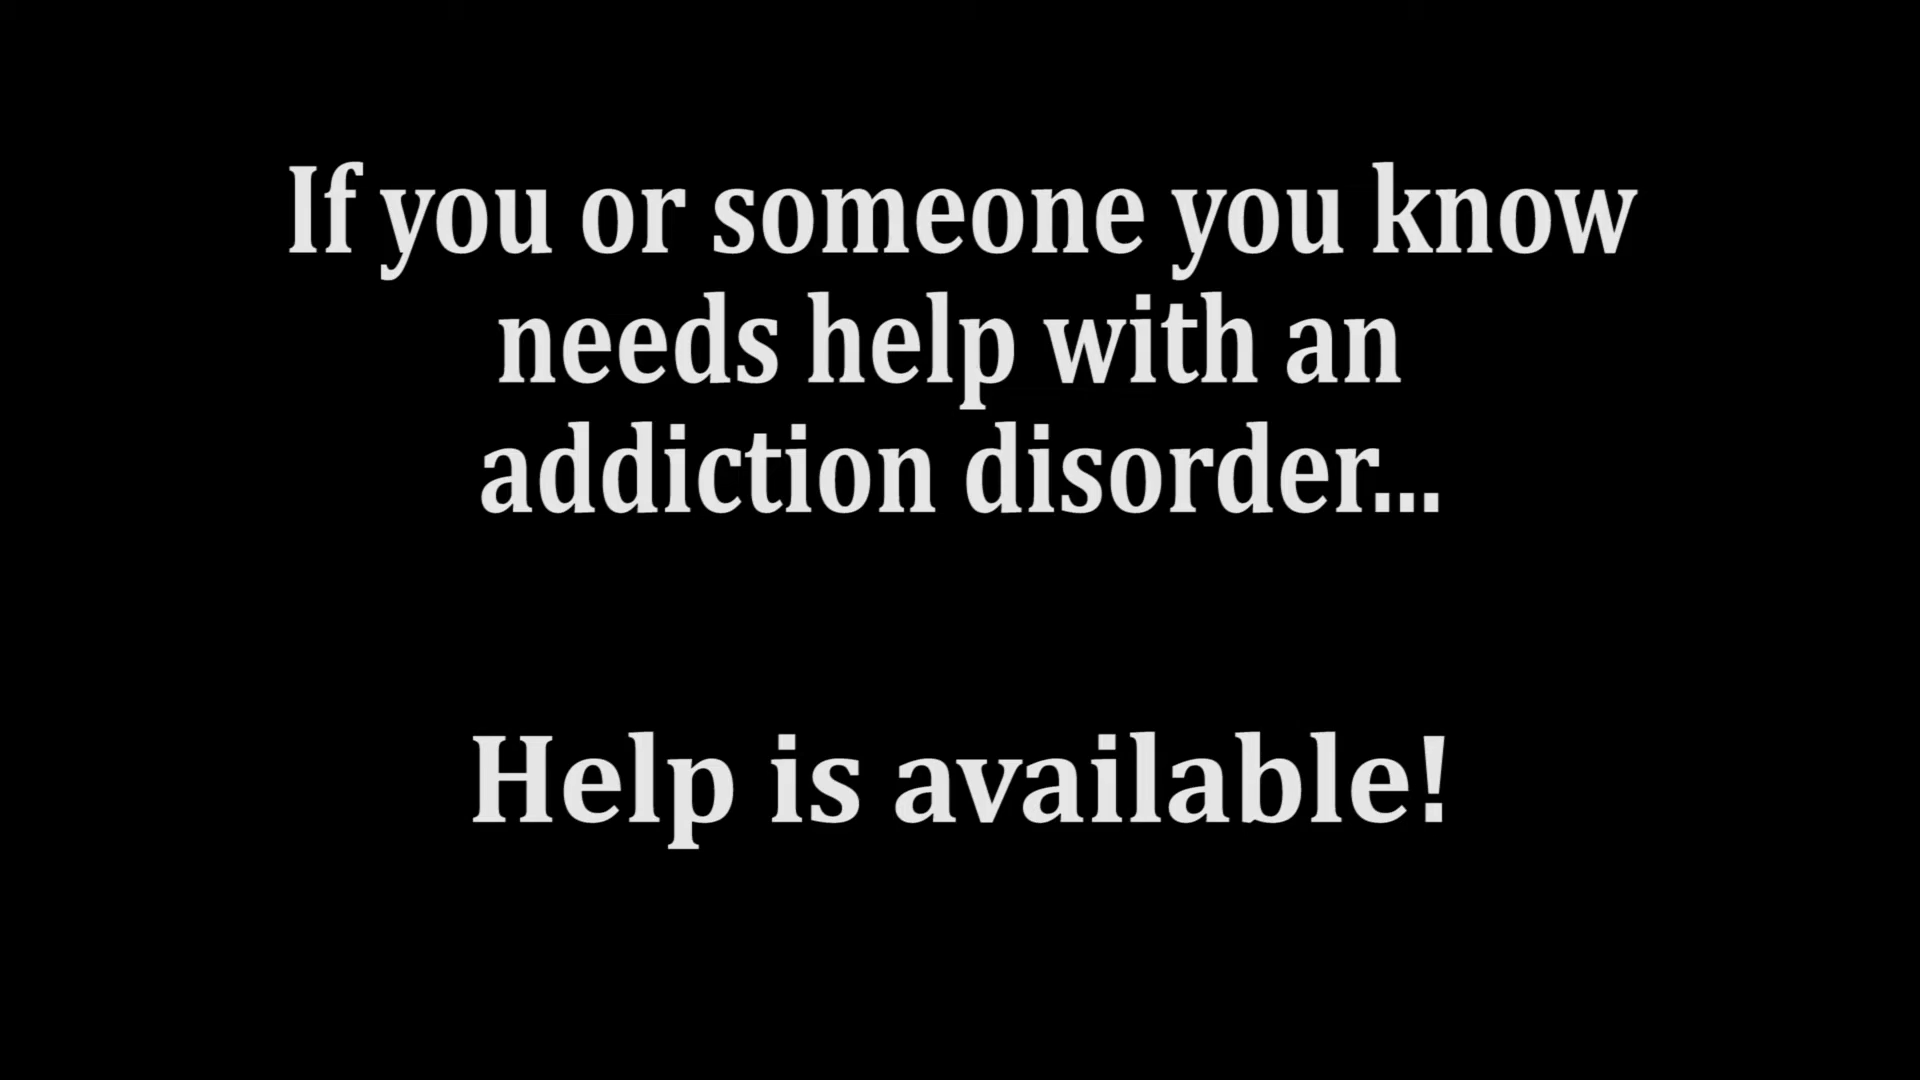 If you or someone you know
needs help with an
addiction disorder...
Help is available!